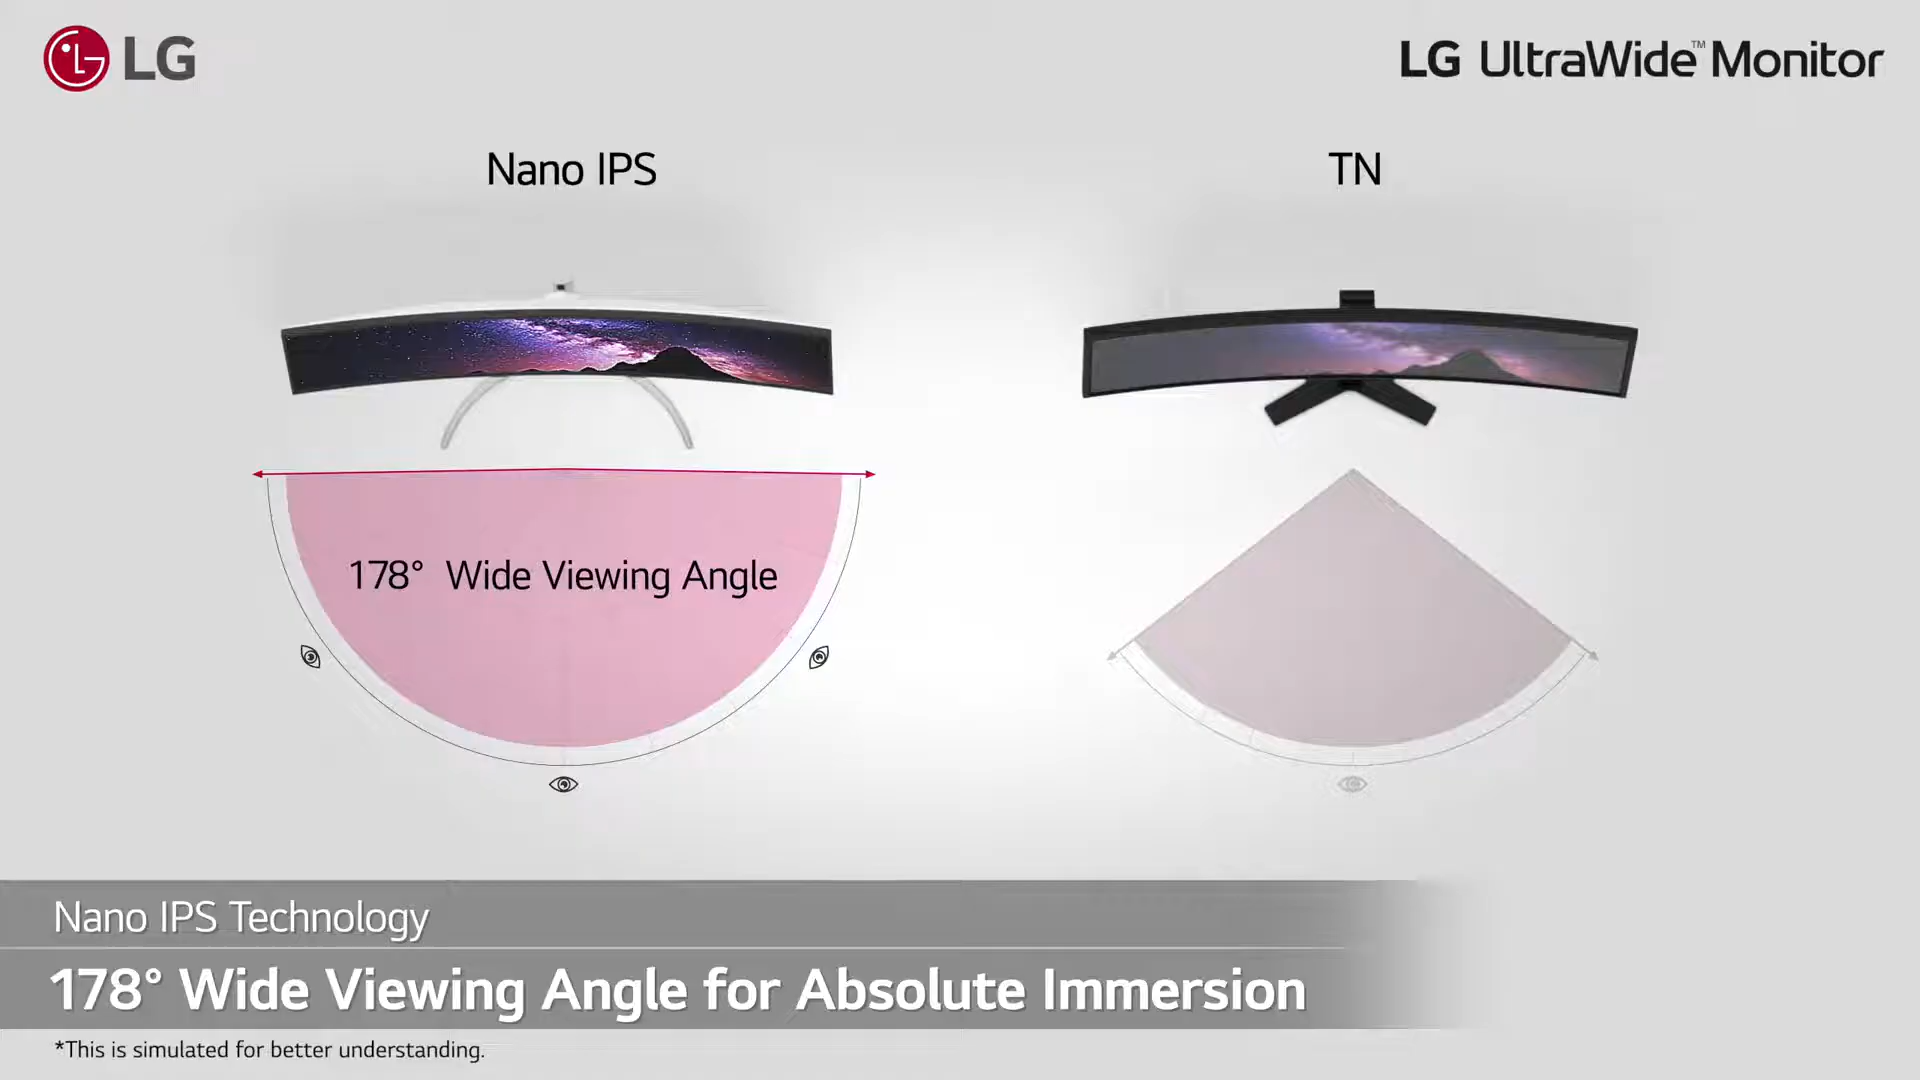 LG
LG UltraWide™ Monitor
Nano IPS
TN
178° Wide Viewing Angle
Nano IPS Technology
178° Wide Viewing Angle for Absolute Immersion
*This is simulated for better understanding.